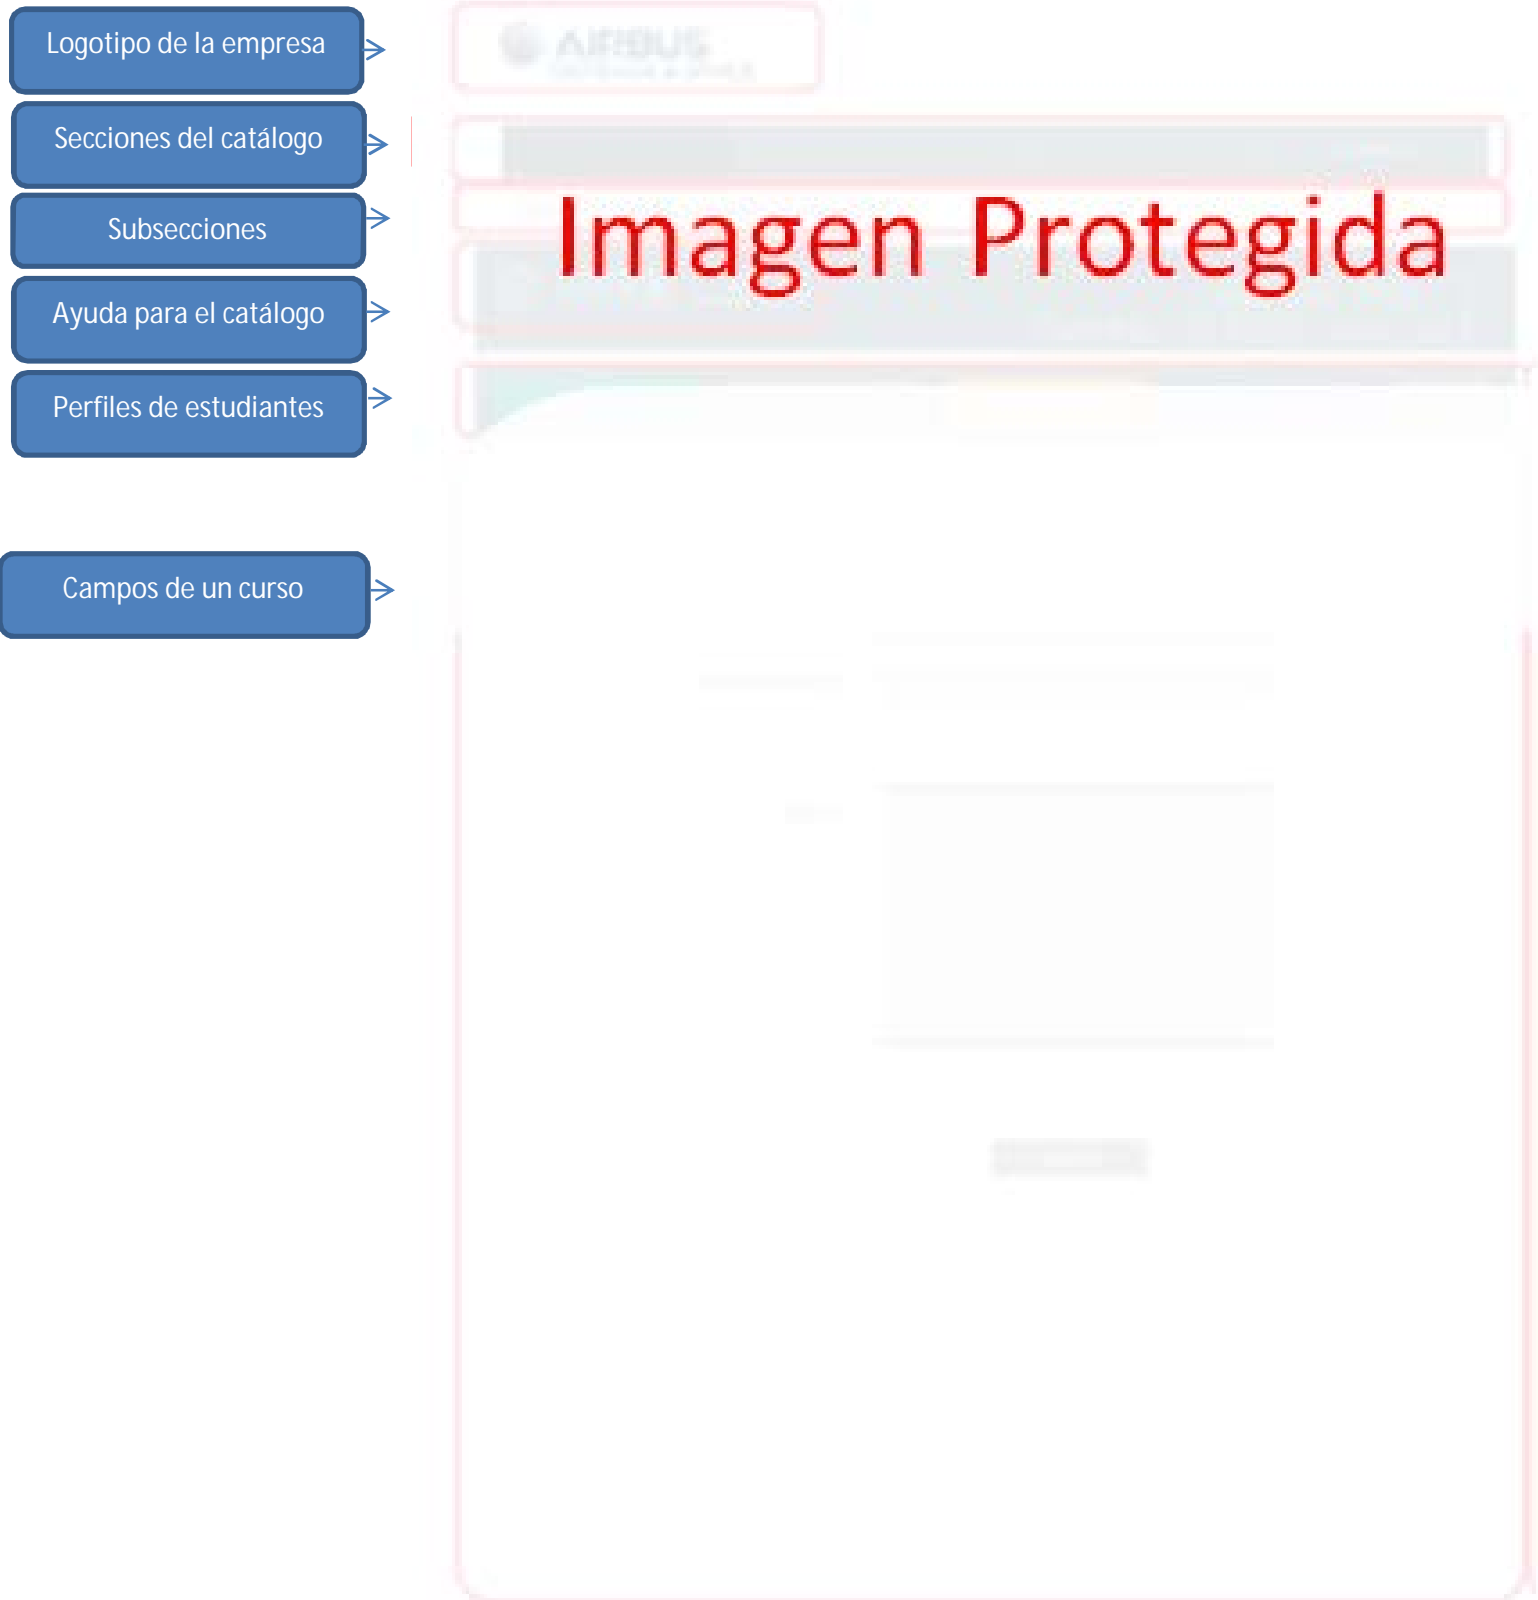 Logotipo de la empresa
AIRBUS
Secciones del catálogo
Imagen Protegida
Subsecciones
Ayuda para el catálogo
Perfiles de estudiantes
Campos de un curso